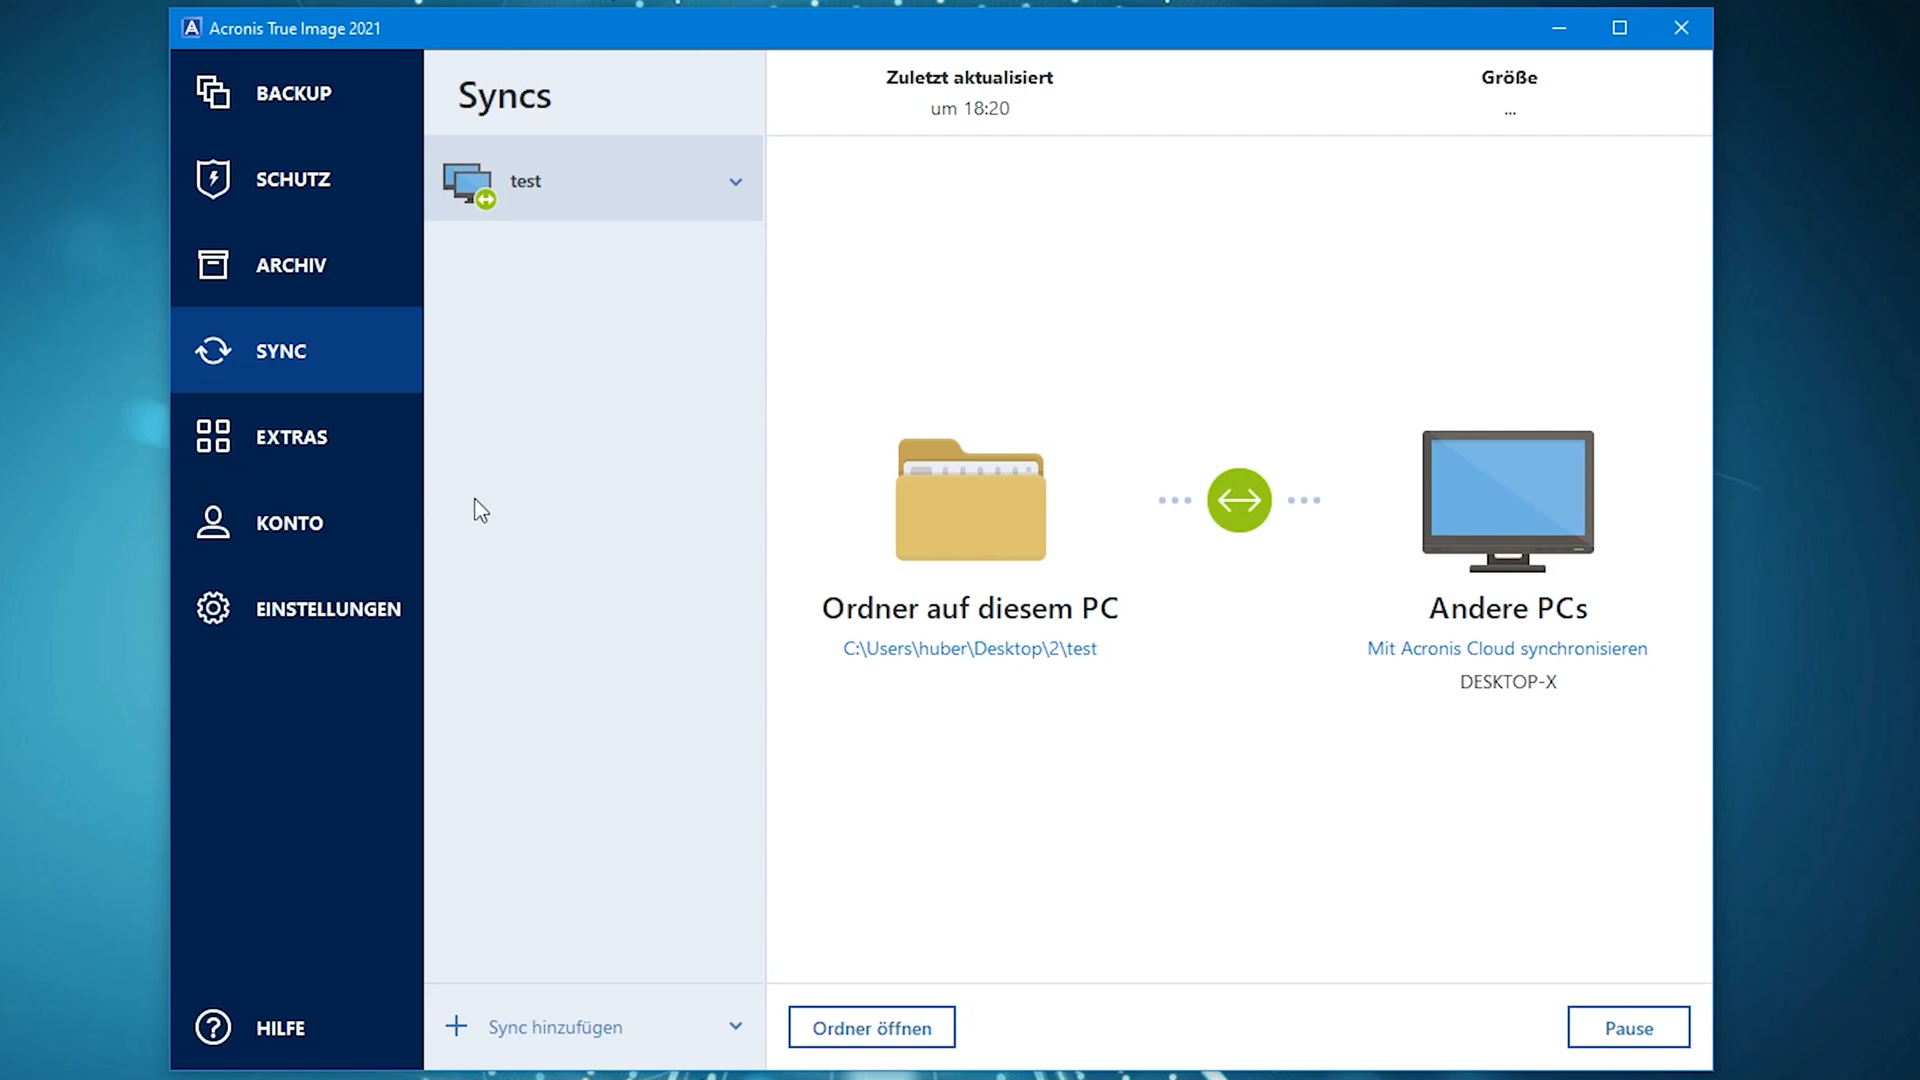 Acronis True Image 2021
BACKUP
SCHUTZ
ARCHIV
SYNC
EXTRAS
KONTO
EINSTELLUNGEN
HILFE
Syncs
test
Sync hinzufügen
Zuletzt aktualisiert
um 18:20
Größe
...
Ordner auf diesem PC
C:\Users\huber\Desktop\2\test
Andere PCs
Mit Acronis Cloud synchronisieren
DESKTOP-X
Ordner öffnen
Pause